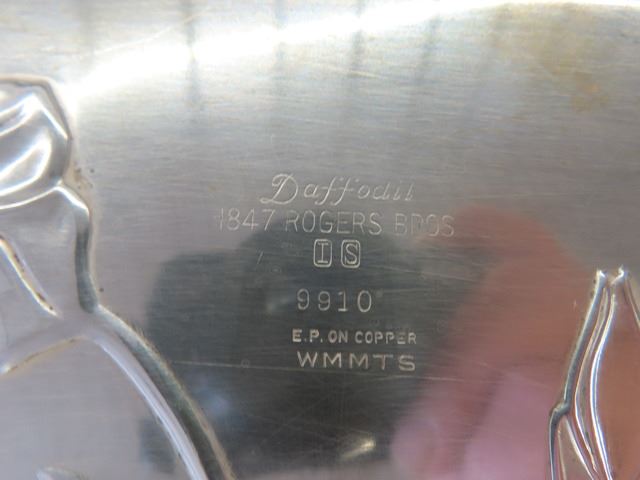 Daffodil
1847 ROGERS BROS
IS
9910
E.P. ON COPPER
WMMTS